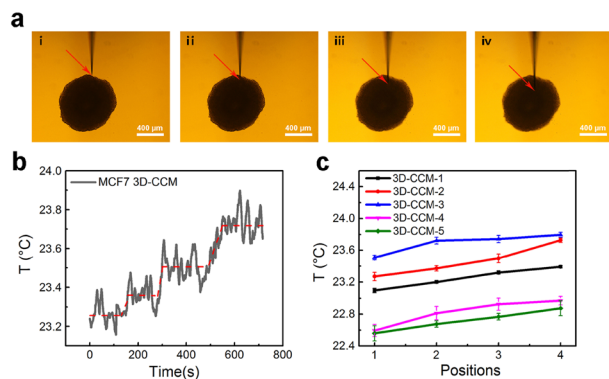 a
i
ii
iii
iv
400 μm
400 μm
400 μm
400 μm
b
c
MCF7 3D-CCM
24.0
23.8
23.6
23.4
23.2
T (°C)
0
200
400
600
800
Time(s)
3D-CCM-1
3D-CCM-2
3D-CCM-3
3D-CCM-4
3D-CCM-5
24.4
24.0
23.6
23.2
22.8
22.4
T (°C)
1
2
3
4
Positions